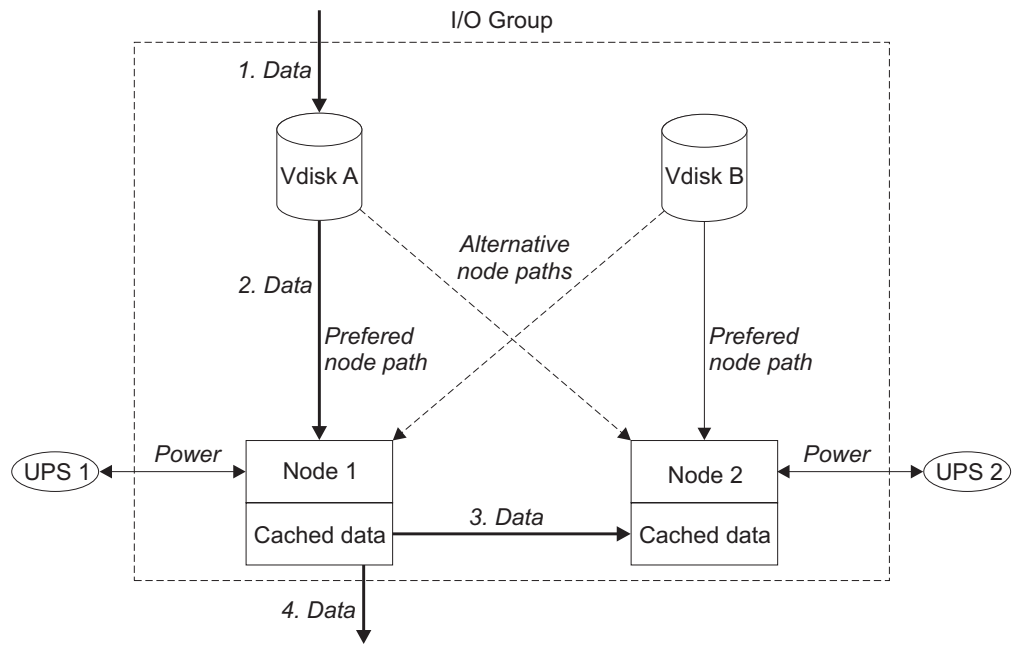 I/O Group
1. Data
Vdisk A
Vdisk B
Alternative
node paths
2. Data
Prefered
node path
Prefered
node path
UPS 1
Power
Node 1
Node 2
Power
UPS 2
3. Data
Cached data
Cached data
4. Data